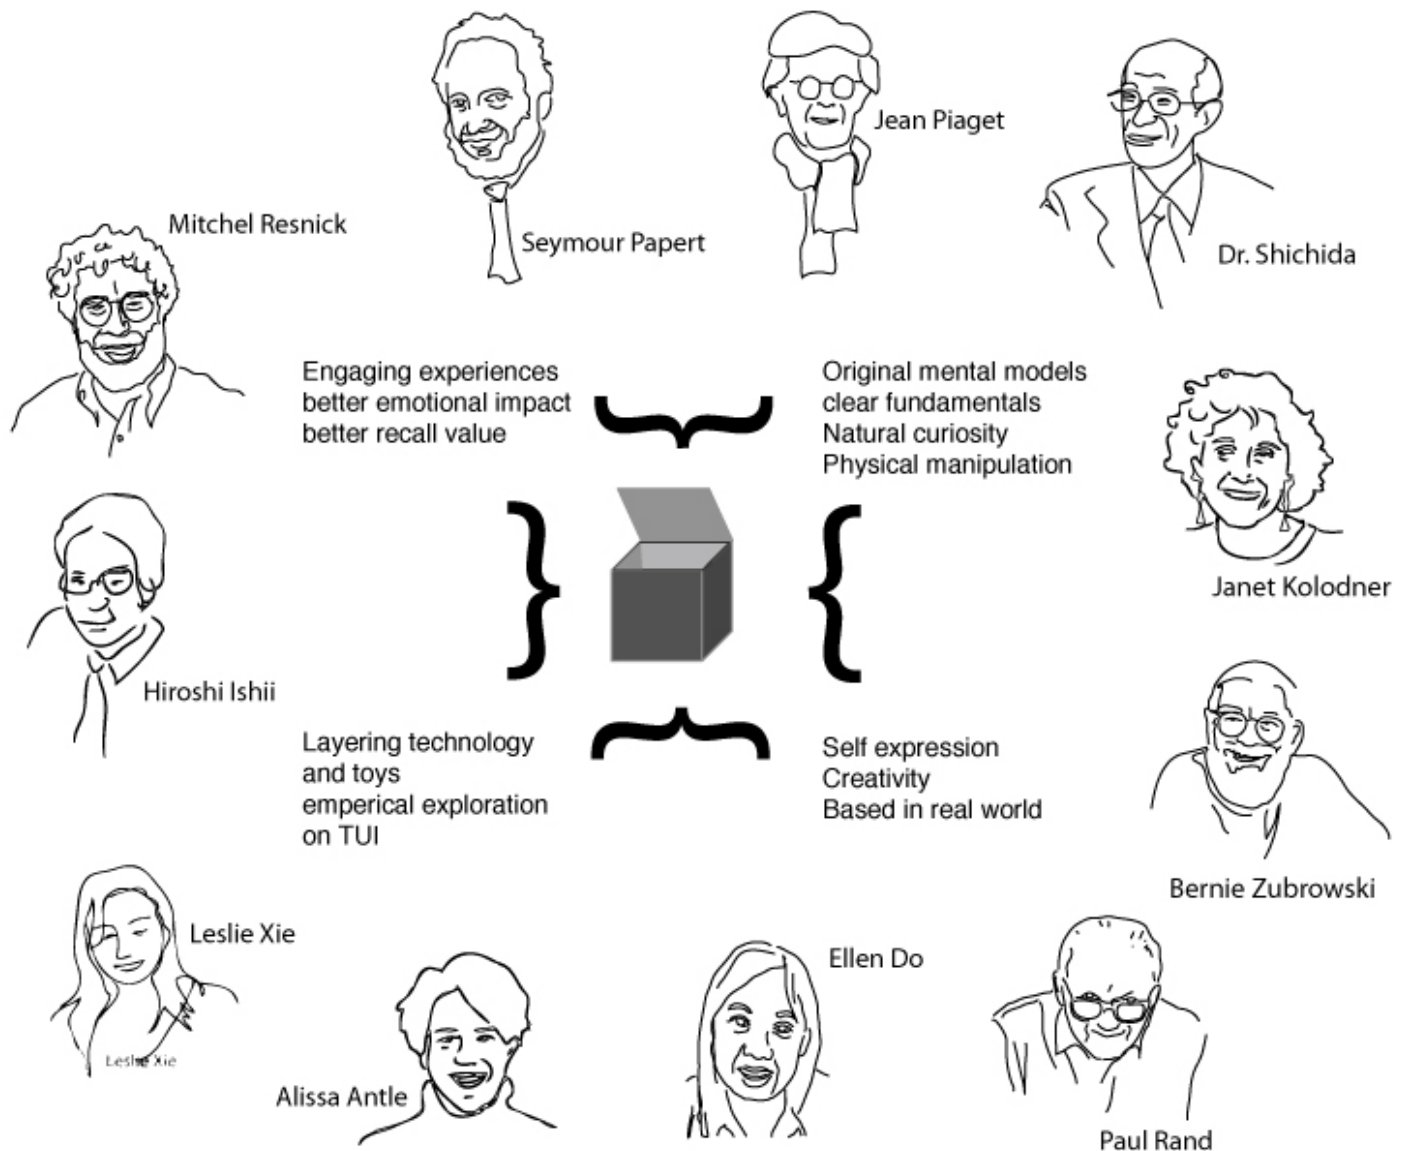 Jean Piaget
Mitchel Resnick
Seymour Papert
Dr. Shichida
Engaging experiences
better emotional impact
better recall value
Original mental models
clear fundamentals
Natural curiosity
Physical manipulation
Janet Kolodner
Hiroshi Ishii
Layering technology
and toys
emperical exploration
on TUI
Self expression
Creativity
Based in real world
Bernie Zubrowski
Leslie Xie
Leslie Xie
Ellen Do
Alissa Antle
Paul Rand